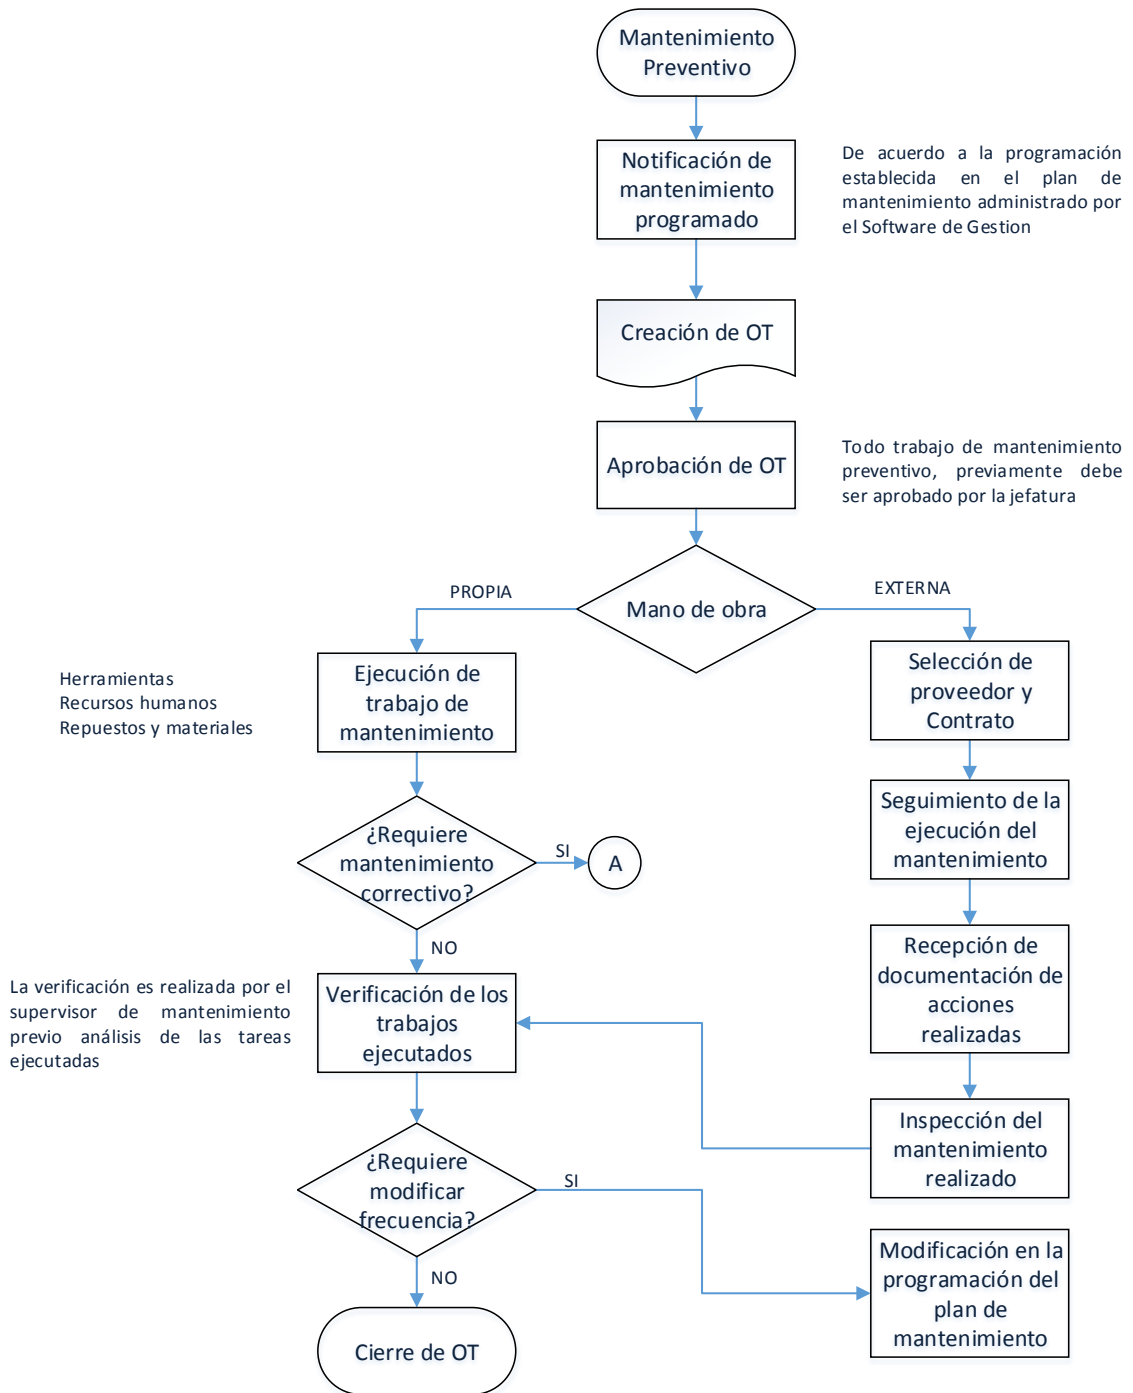 Mantenimiento
Preventivo
Notificación de
mantenimiento
programado
De acuerdo a la programación
establecida en el plan de
mantenimiento administrado por
el Software de Gestion
Creación de OT
Aprobación de OT
Todo trabajo de mantenimiento
preventivo, previamente debe
ser aprobado por la jefatura
Mano de obra
PROPIA
EXTERNA
Herramientas
Recursos humanos
Repuestos y materiales
Ejecución de
trabajo de
mantenimiento
Selección de
proveedor y
Contrato
¿Requiere
mantenimiento
correctivo?
SI
A
NO
Seguimiento de la
ejecución del
mantenimiento
Recepción de
documentación de
acciones
realizadas
La verificación es realizada por el
supervisor de mantenimiento
previo análisis de las tareas
ejecutadas
Verificación de los
trabajos
ejecutados
Inspección del
mantenimiento
realizado
¿Requiere
modificar
frecuencia?
SI
NO
Modificación en la
programación del
plan de
mantenimiento
Cierre de OT